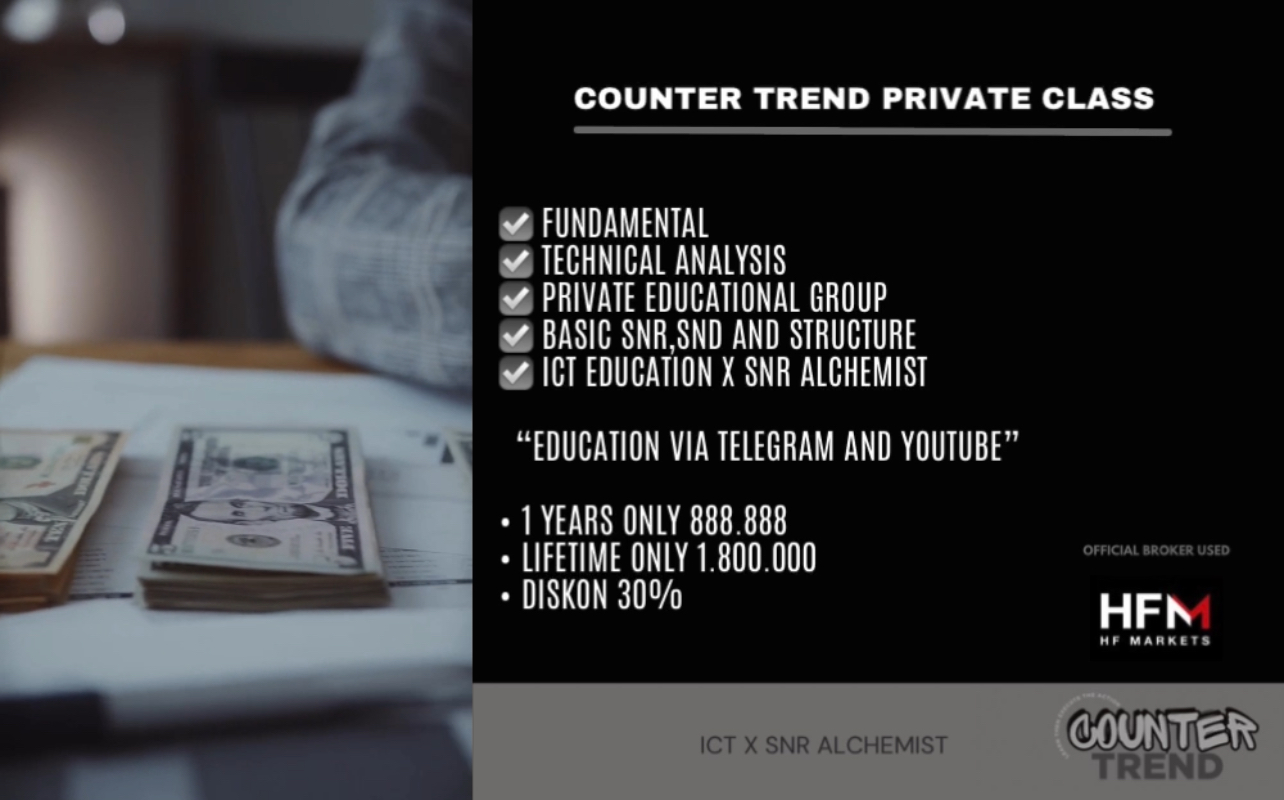 COUNTER TREND PRIVATE CLASS
FUNDAMENTAL
TECHNICAL ANALYSIS
PRIVATE EDUCATIONAL GROUP
BASIC SNR,SND AND STRUCTURE
ICT EDUCATION X SNR ALCHEMIST
“EDUCATION VIA TELEGRAM AND YOUTUBE”
• 1 YEARS ONLY 888.888
• LIFETIME ONLY 1.800.000
• DISKON 30%
OFFICIAL BROKER USED
HFM
HF MARKETS
ICT X SNR ALCHEMIST
COUNTER
TREND